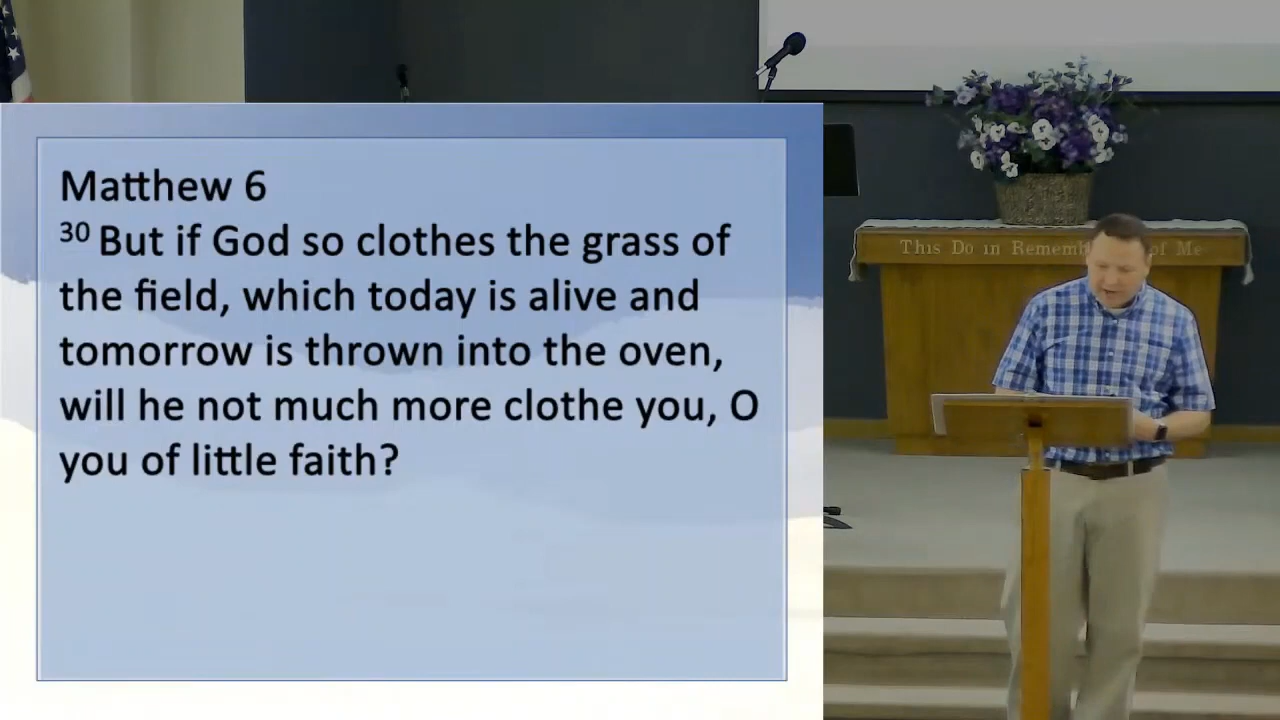 Matthew 6
30 But if God so clothes the grass of
the field, which today is alive and
tomorrow is thrown into the oven,
will he not much more clothe you, O
you of little faith?
This Do in Rememb of Me